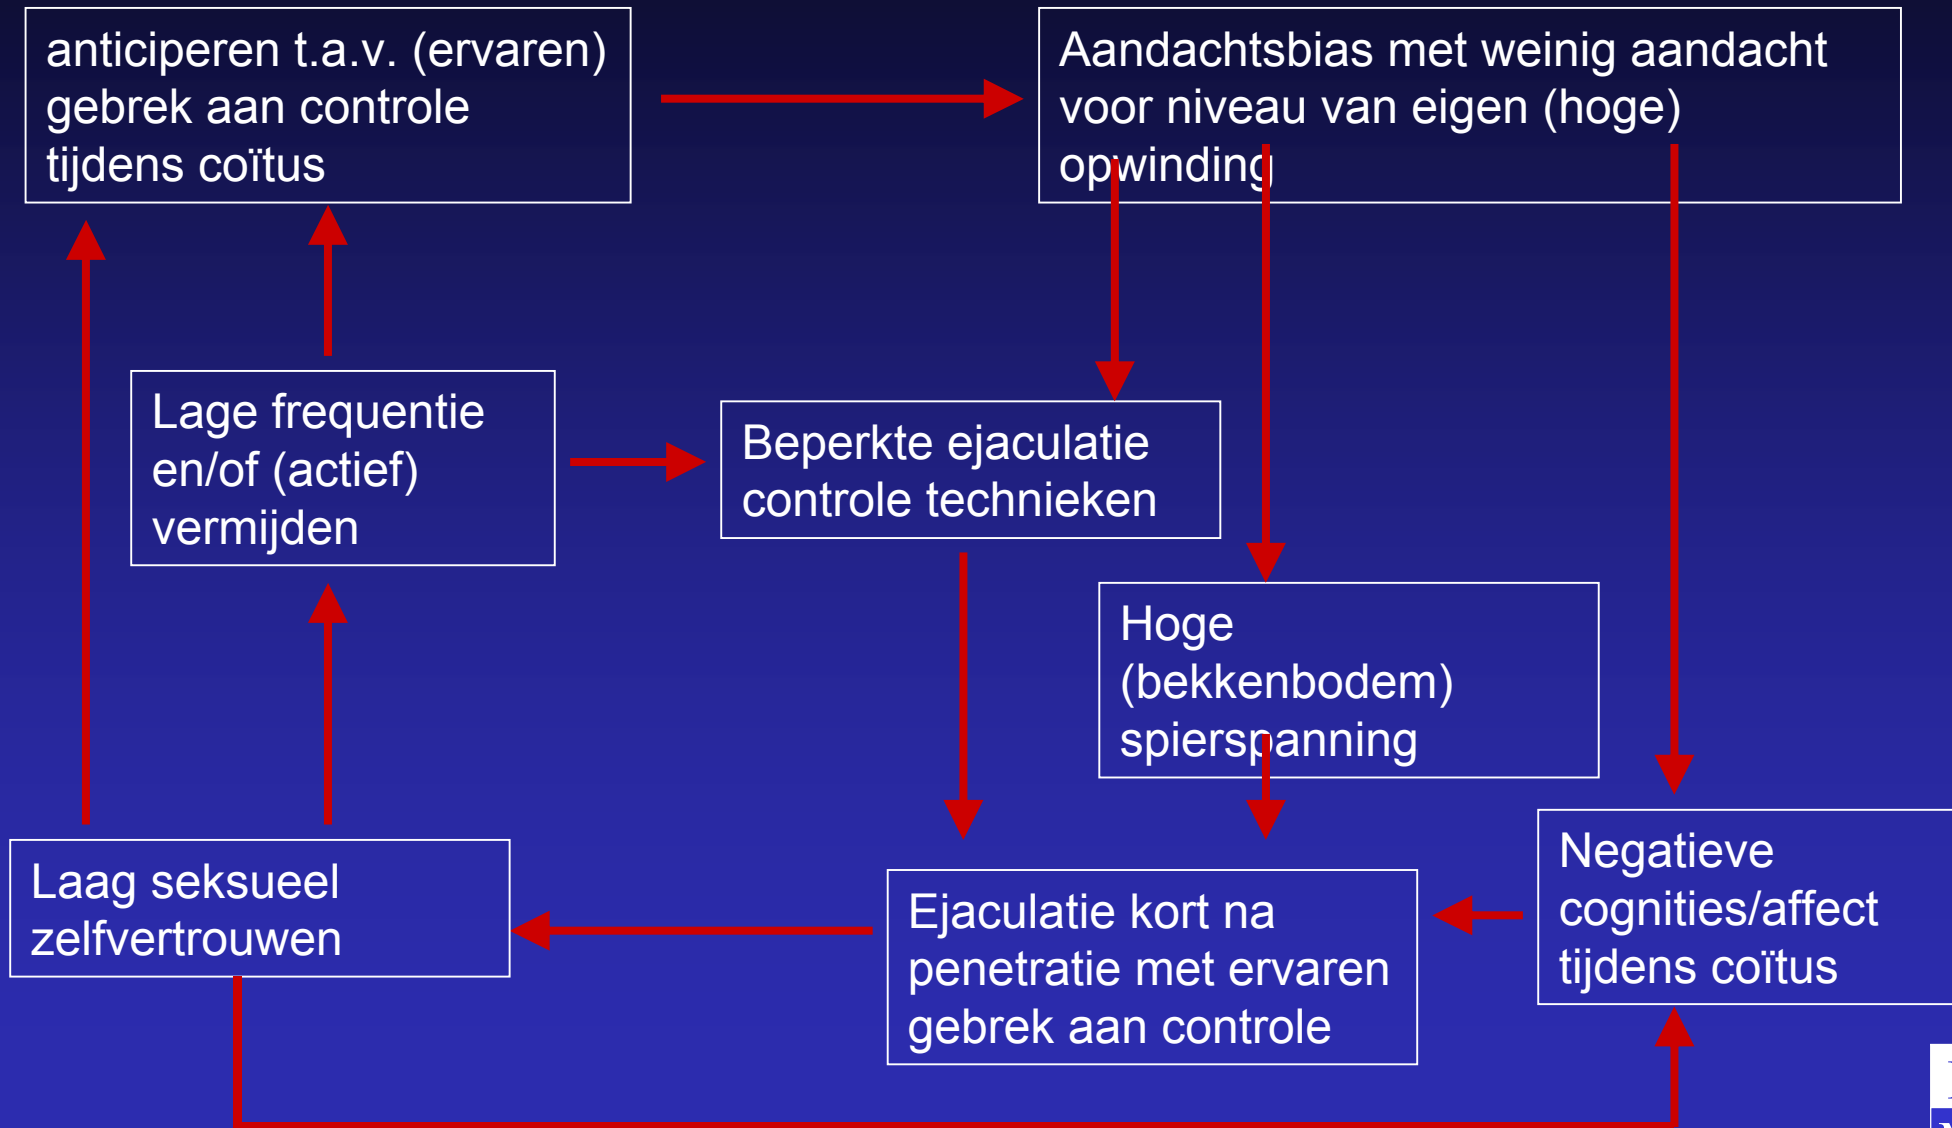 anticiperen t.a.v. (ervaren)
gebrek aan controle
tijdens coïtus
Aandachtsbias met weinig aandacht
voor niveau van eigen (hoge)
opwinding
Lage frequentie
en/of (actief)
vermijden
Beperkte ejaculatie
controle technieken
Hoge
(bekkenbodem)
spierspanning
Laag seksueel
zelfvertrouwen
Ejaculatie kort na
penetratie met ervaren
gebrek aan controle
Negatieve
cognities/affect
tijdens coïtus